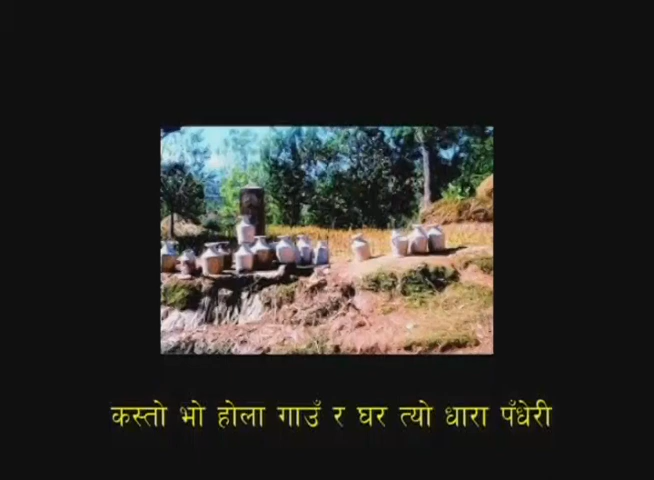 कस्तो भो होला गाउँ र घर त्यो धारा पँधेरी